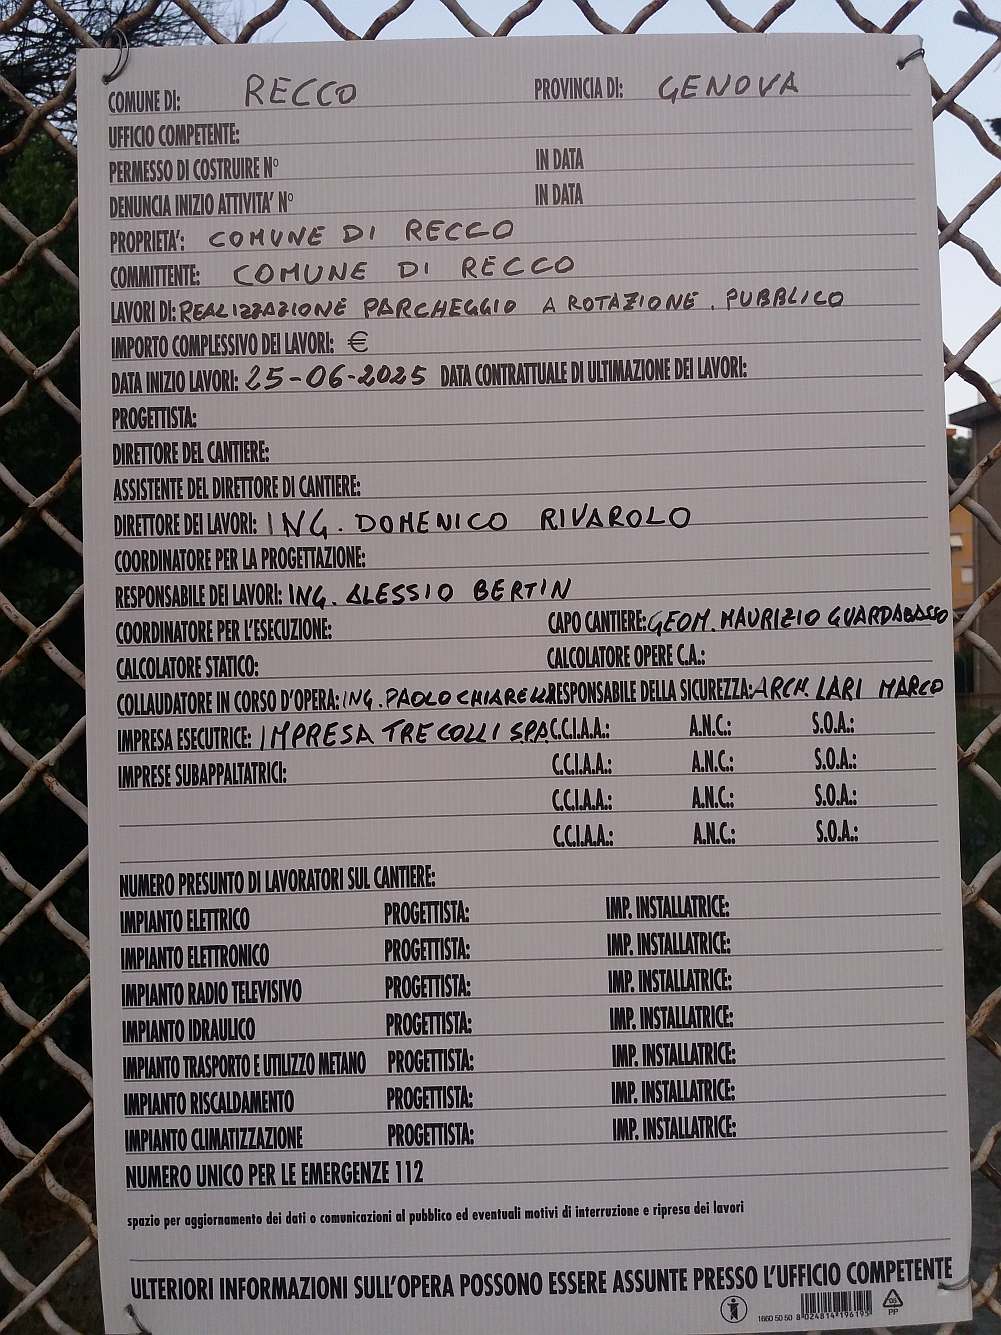 COMUNE DI: RECCO PROVINCIA DI: GENOVA
UFFICIO COMPETENTE:
PERMESSO DI COSTRUIRE N° IN DATA
DENUNCIA INIZIO ATTIVITA' N° IN DATA
PROPRIETA': COMUNE DI RECCO
COMMITTENTE: COMUNE DI RECCO
LAVORI DI: REALIZZAZIONE PARCHEGGIO A ROTAZIONE. PUBBLICO
IMPORTO COMPLESSIVO DEI LAVORI: €
DATA INIZIO LAVORI: 25-06-2025 DATA CONTRATTUALE DI ULTIMAZIONE DEI LAVORI:
PROGETTISTA:
DIRETTORE DEL CANTIERE:
ASSISTENTE DEL DIRETTORE DI CANTIERE:
DIRETTORE DEI LAVORI: ING. DOMENICO RIVAROLO
COORDINATORE PER LA PROGETTAZIONE:
RESPONSABILE DEI LAVORI: ING. ALESSIO BERTIN
COORDINATORE PER L'ESECUZIONE: CAPO CANTIERE: GEOM. MAURIZIO GUARDABASSO
CALCOLATORE STATICO: CALCOLATORE OPERE C.A.:
COLLAUDATORE IN CORSO D'OPERA: ING. PAOLO CHIARELLA RESPONSABILE DELLA SICUREZZA: ARCH. LARI MARCO
IMPRESA ESECUTRICE: IMPRESA TRE COLLI SPA C.C.I.A.A.: A.N.C.: S.O.A.:
IMPRESE SUBAPPALTATRICI: C.C.I.A.A.: A.N.C.: S.O.A.:
C.C.I.A.A.: A.N.C.: S.O.A.:
C.C.I.A.A.: A.N.C.: S.O.A.:
NUMERO PRESUNTO DI LAVORATORI SUL CANTIERE:
IMPIANTO ELETTRICO PROGETTISTA: IMP. INSTALLATRICE:
IMPIANTO ELETTRONICO PROGETTISTA: IMP. INSTALLATRICE:
IMPIANTO RADIO TELEVISIVO PROGETTISTA: IMP. INSTALLATRICE:
IMPIANTO IDRAULICO PROGETTISTA: IMP. INSTALLATRICE:
IMPIANTO TRASPORTO E UTILIZZO METANO PROGETTISTA: IMP. INSTALLATRICE:
IMPIANTO RISCALDAMENTO PROGETTISTA: IMP. INSTALLATRICE:
IMPIANTO CLIMATIZZAZIONE PROGETTISTA: IMP. INSTALLATRICE:
NUMERO UNICO PER LE EMERGENZE 112
spazio per aggiornamento dei dati o comunicazioni al pubblico ed eventuali motivi di interruzione e ripresa dei lavori
ULTERIORI INFORMAZIONI SULL'OPERA POSSONO ESSERE ASSUNTE PRESSO L'UFFICIO COMPETENTE
1660 50 50 8 024814 196195 05 PP